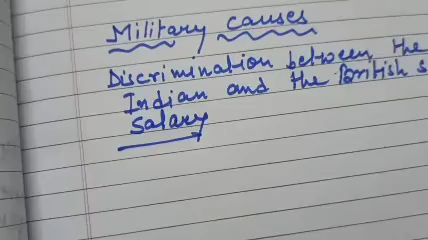 Military causes
Discrimination between the
Indian and the British s
Salary